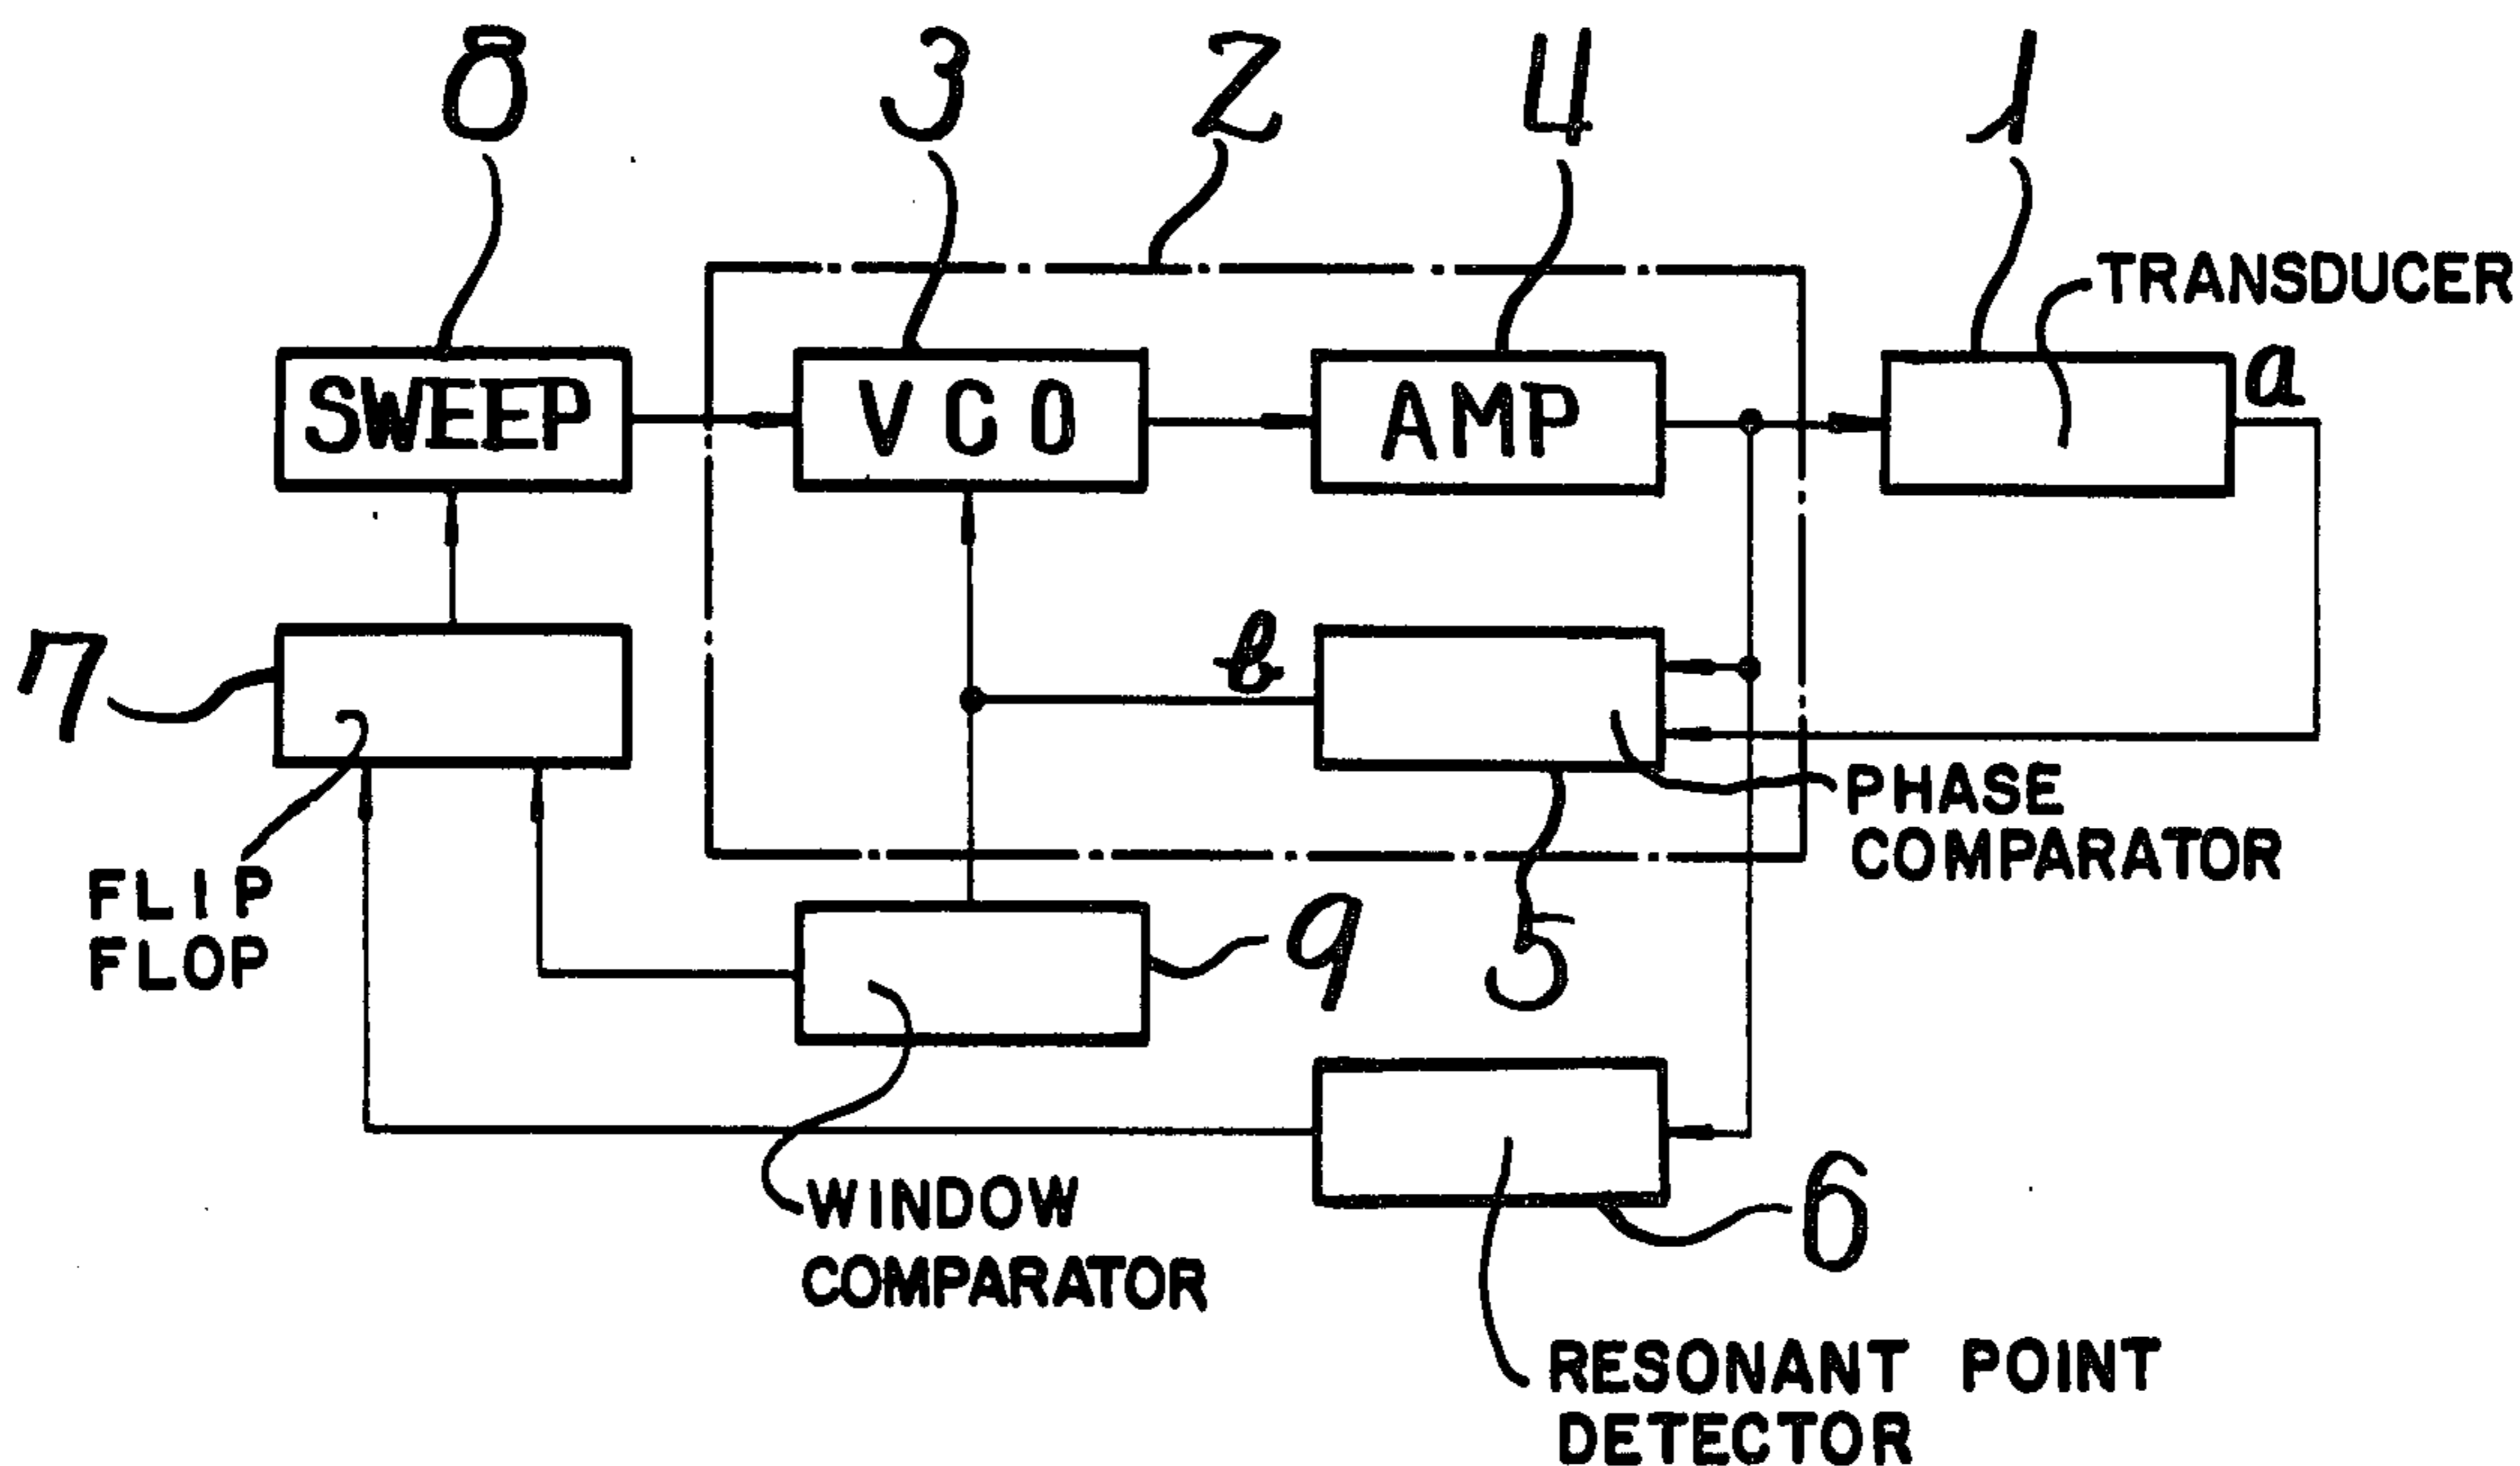 8 3 2 4 1
TRANSDUCER
a
SWEEP VCO AMP
7
b
PHASE
COMPARATOR
FLIP
FLOP
9
5
WINDOW
COMPARATOR
6
RESONANT POINT
DETECTOR